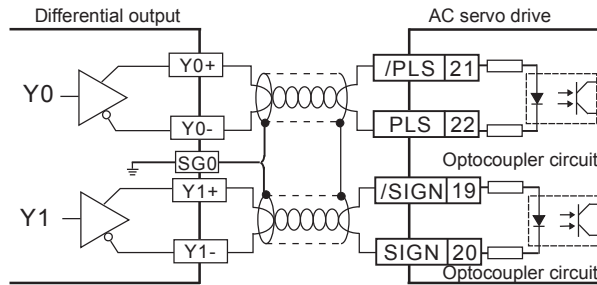 Differential output
AC servo drive
Y0+
/PLS 21
Y0
Y0-
PLS 22
SG0
Optocoupler circuit
Y1+
/SIGN 19
Y1
Y1-
SIGN 20
Optocoupler circuit